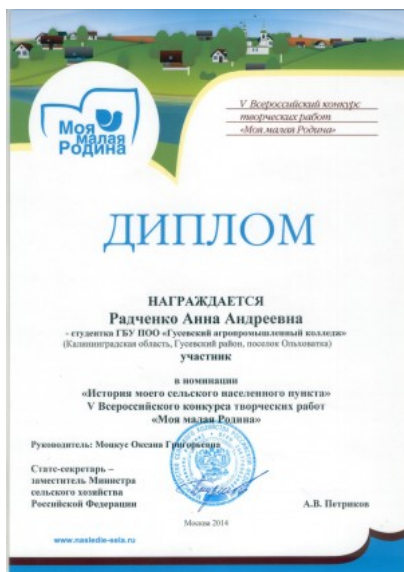 V Всероссийский конкурс
творческих работ
«Моя малая Родина»
Моя
малая
Родина
ДИПЛОМ
НАГРАЖДАЕТСЯ
Радченко Анна Андреевна
- студентка ГБУ ПОО «Гусевский агропромышленный колледж»
(Калининградская область, Гусевский район, поселок Ольховатка)
участник
в номинации
«История моего сельского населенного пункта»
V Всероссийского конкурса творческих работ
«Моя малая Родина»
Руководитель: Моцкус Оксана Григорьевна
Статс-секретарь –
заместитель Министра
сельского хозяйства
Российской Федерации
А.В. Петриков
Москва 2014
www.nasledie-sela.ru